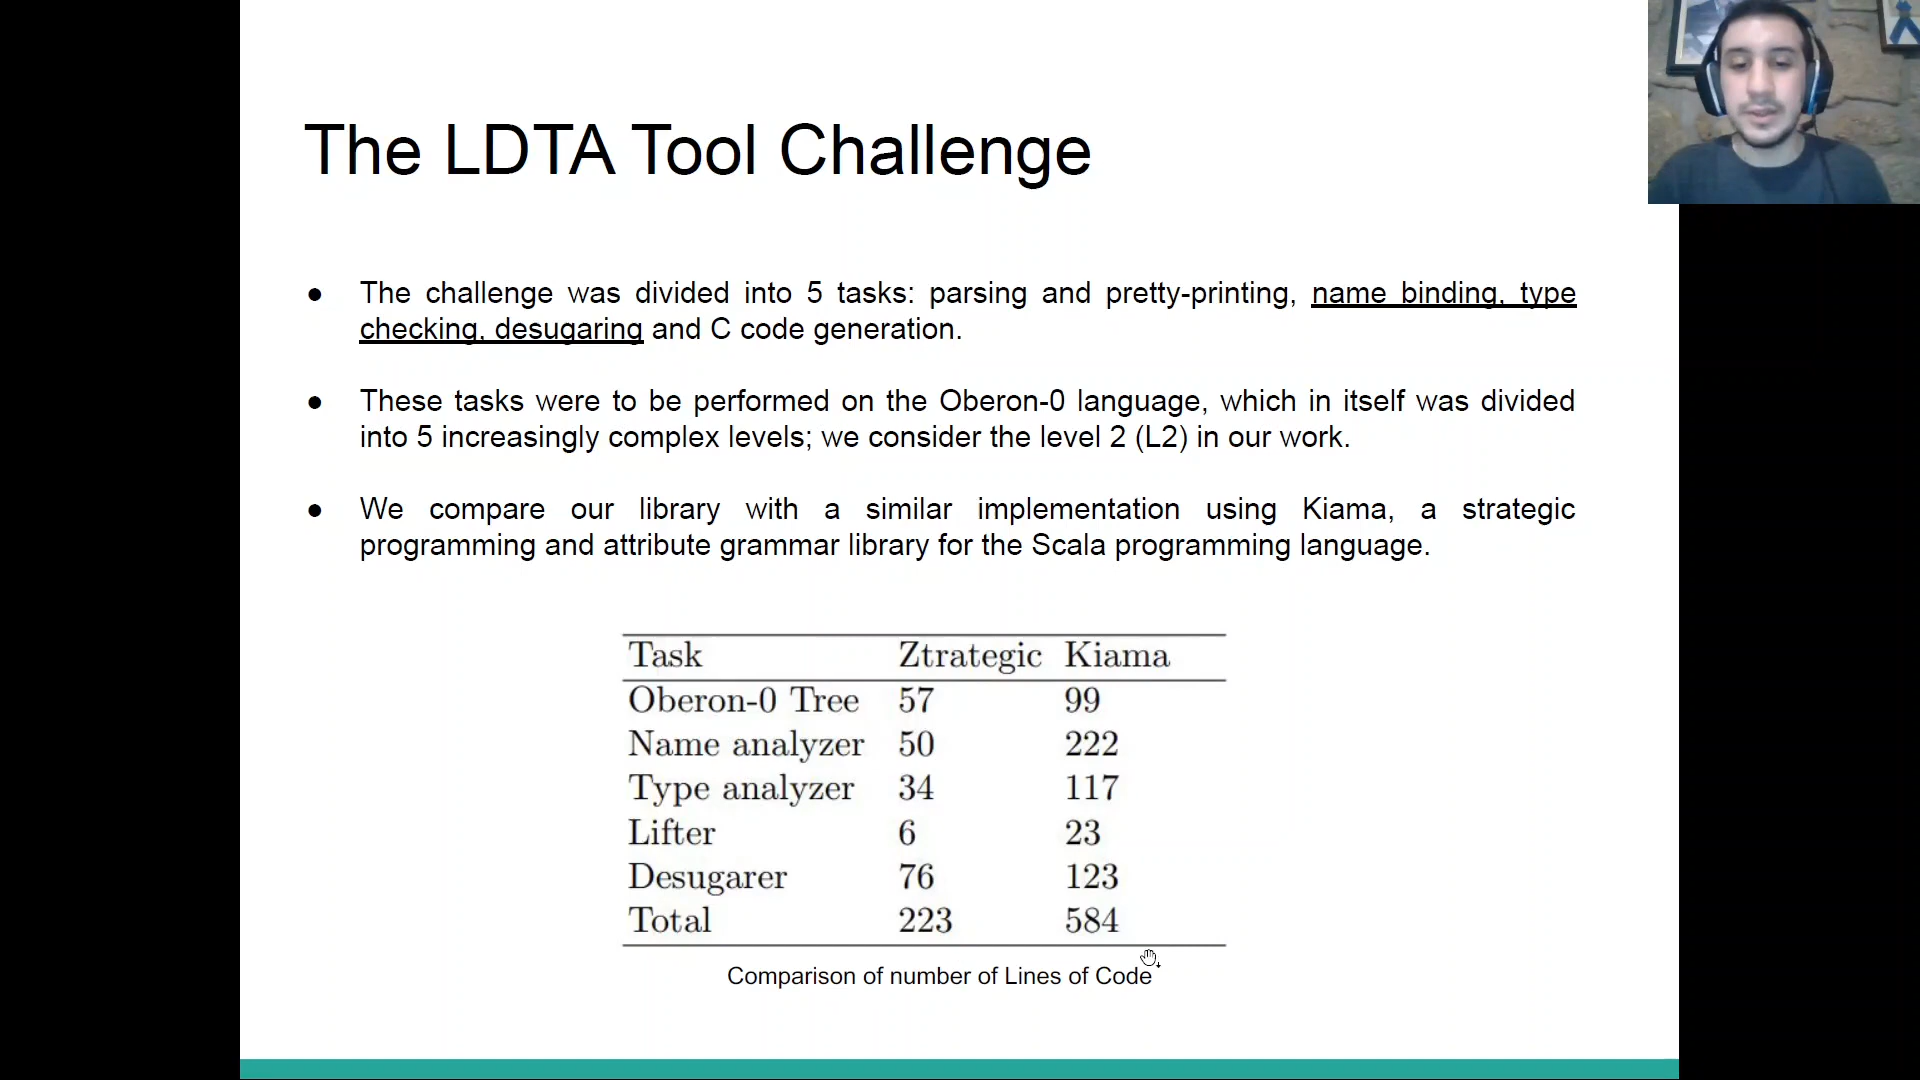 The LDTA Tool Challenge
● The challenge was divided into 5 tasks: parsing and pretty-printing, name binding, type
checking, desugaring and C code generation.
● These tasks were to be performed on the Oberon-0 language, which in itself was divided
into 5 increasingly complex levels; we consider the level 2 (L2) in our work.
● We compare our library with a similar implementation using Kiama, a strategic
programming and attribute grammar library for the Scala programming language.
Task Ztrategic Kiama
Oberon-0 Tree 57 99
Name analyzer 50 222
Type analyzer 34 117
Lifter 6 23
Desugarer 76 123
Total 223 584
Comparison of number of Lines of Code